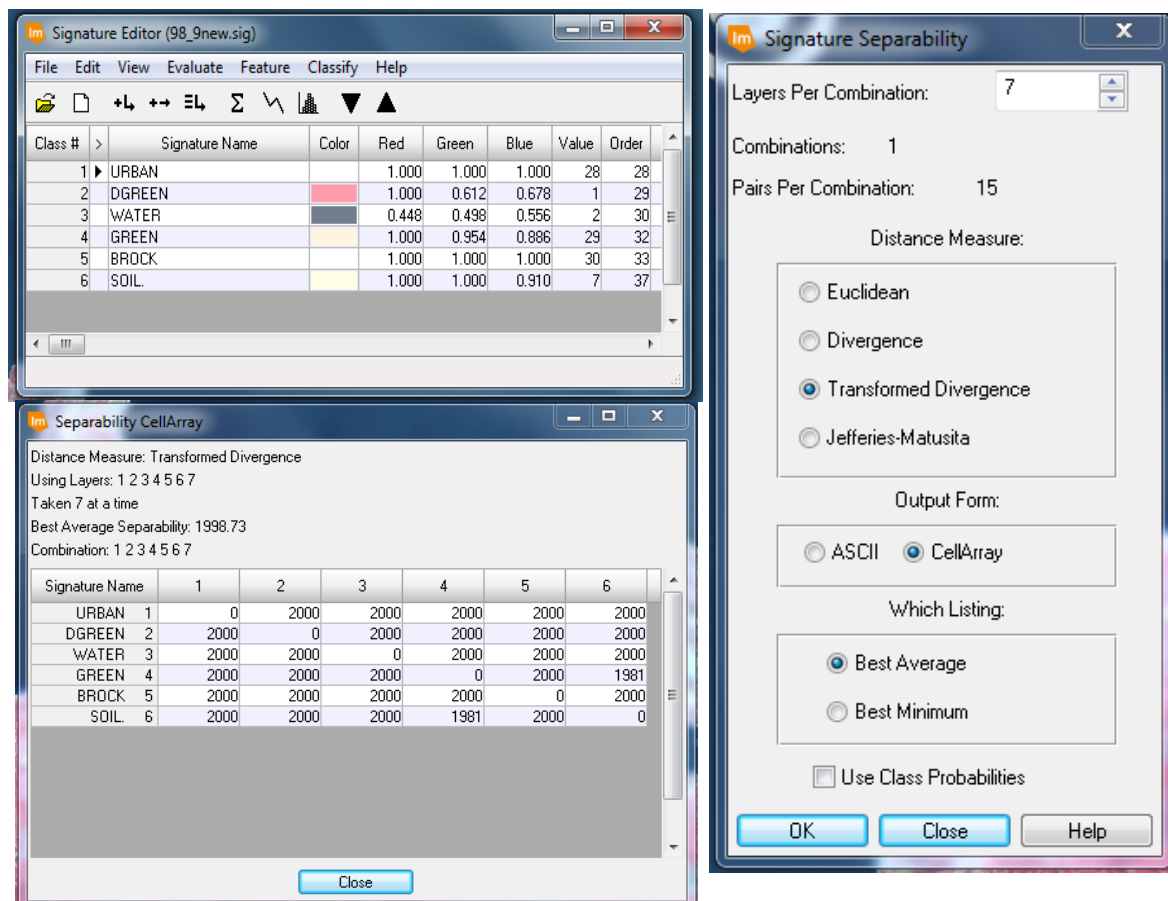 Signature Editor (98_9new.sig)
File Edit View Evaluate Feature Classify Help
Class # > Signature Name Color Red Green Blue Value Order
1 URBAN 1.000 1.000 1.000 28 28
2 DGREEN 1.000 0.612 0.678 1 29
3 WATER 0.448 0.498 0.556 2 30
4 GREEN 1.000 0.954 0.886 29 32
5 BROCK 1.000 1.000 1.000 30 33
6 SOIL. 1.000 1.000 0.910 7 37
Separability CellArray
Distance Measure: Transformed Divergence
Using Layers: 1 2 3 4 5 6 7
Taken 7 at a time
Best Average Separability: 1998.73
Combination: 1 2 3 4 5 6 7
Signature Name 1 2 3 4 5 6
URBAN 1 0 2000 2000 2000 2000 2000
DGREEN 2 2000 0 2000 2000 2000 2000
WATER 3 2000 2000 0 2000 2000 2000
GREEN 4 2000 2000 2000 0 2000 1981
BROCK 5 2000 2000 2000 2000 0 2000
SOIL. 6 2000 2000 2000 1981 2000 0
Close
Signature Separability
Layers Per Combination: 7
Combinations: 1
Pairs Per Combination: 15
Distance Measure:
Euclidean
Divergence
Transformed Divergence
Jefferies-Matusita
Output Form:
ASCII CellArray
Which Listing:
Best Average
Best Minimum
Use Class Probabilities
OK Close Help